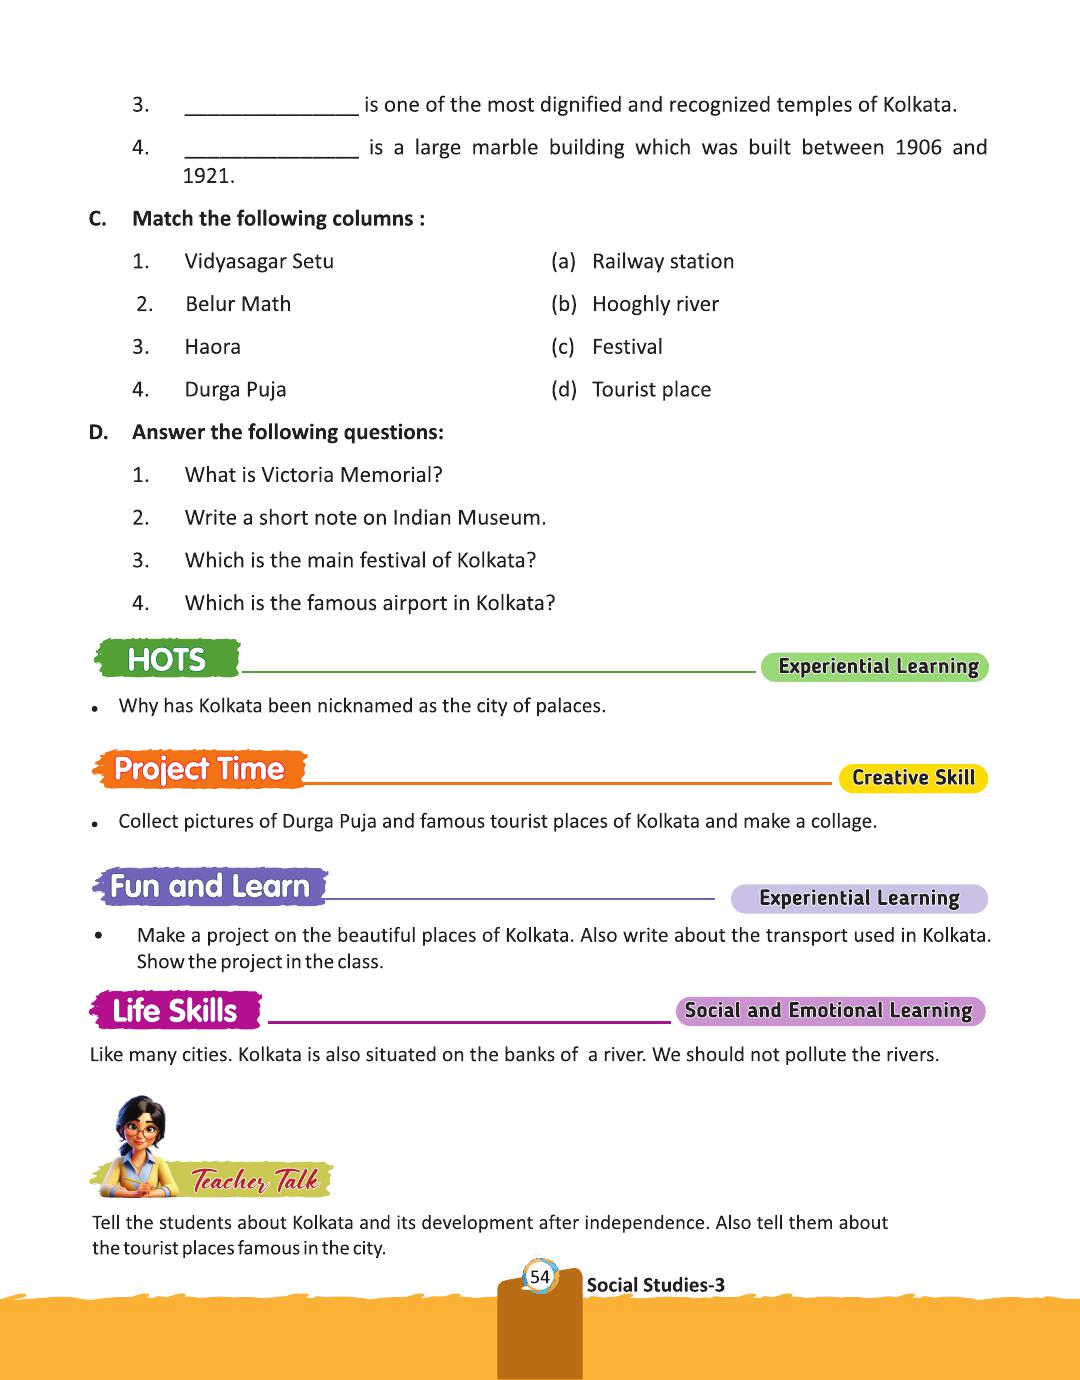 3. _______________ is one of the most dignified and recognized temples of Kolkata.
4. _______________ is a large marble building which was built between 1906 and
1921.
C. Match the following columns :
1. Vidyasagar Setu (a) Railway station
2. Belur Math (b) Hooghly river
3. Haora (c) Festival
4. Durga Puja (d) Tourist place
D. Answer the following questions:
1. What is Victoria Memorial?
2. Write a short note on Indian Museum.
3. Which is the main festival of Kolkata?
4. Which is the famous airport in Kolkata?
HOTS Experiential Learning
• Why has Kolkata been nicknamed as the city of palaces.
Project Time Creative Skill
• Collect pictures of Durga Puja and famous tourist places of Kolkata and make a collage.
Fun and Learn Experiential Learning
• Make a project on the beautiful places of Kolkata. Also write about the transport used in Kolkata.
Show the project in the class.
Life Skills Social and Emotional Learning
Like many cities. Kolkata is also situated on the banks of a river. We should not pollute the rivers.
Teacher Talk
Tell the students about Kolkata and its development after independence. Also tell them about
the tourist places famous in the city.
54 Social Studies-3